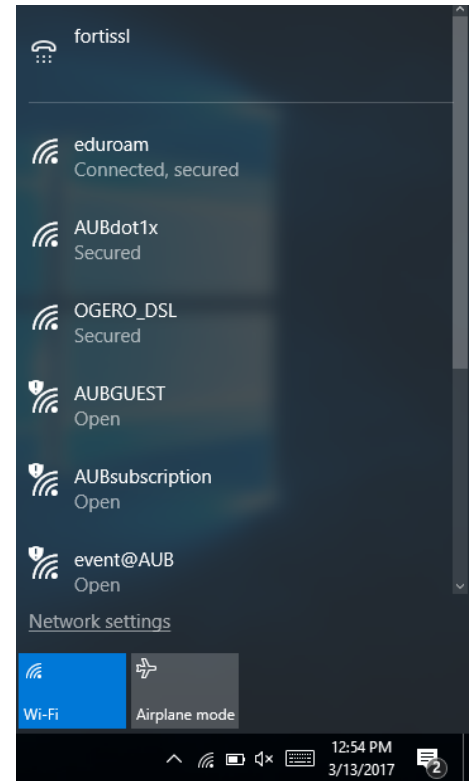 fortissl
eduroam
Connected, secured
AUBdot1x
Secured
OGERO_DSL
Secured
AUBGUEST
Open
AUBsubscription
Open
event@AUB
Open
Network settings
Wi-Fi
Airplane mode
12:54 PM
3/13/2017
2